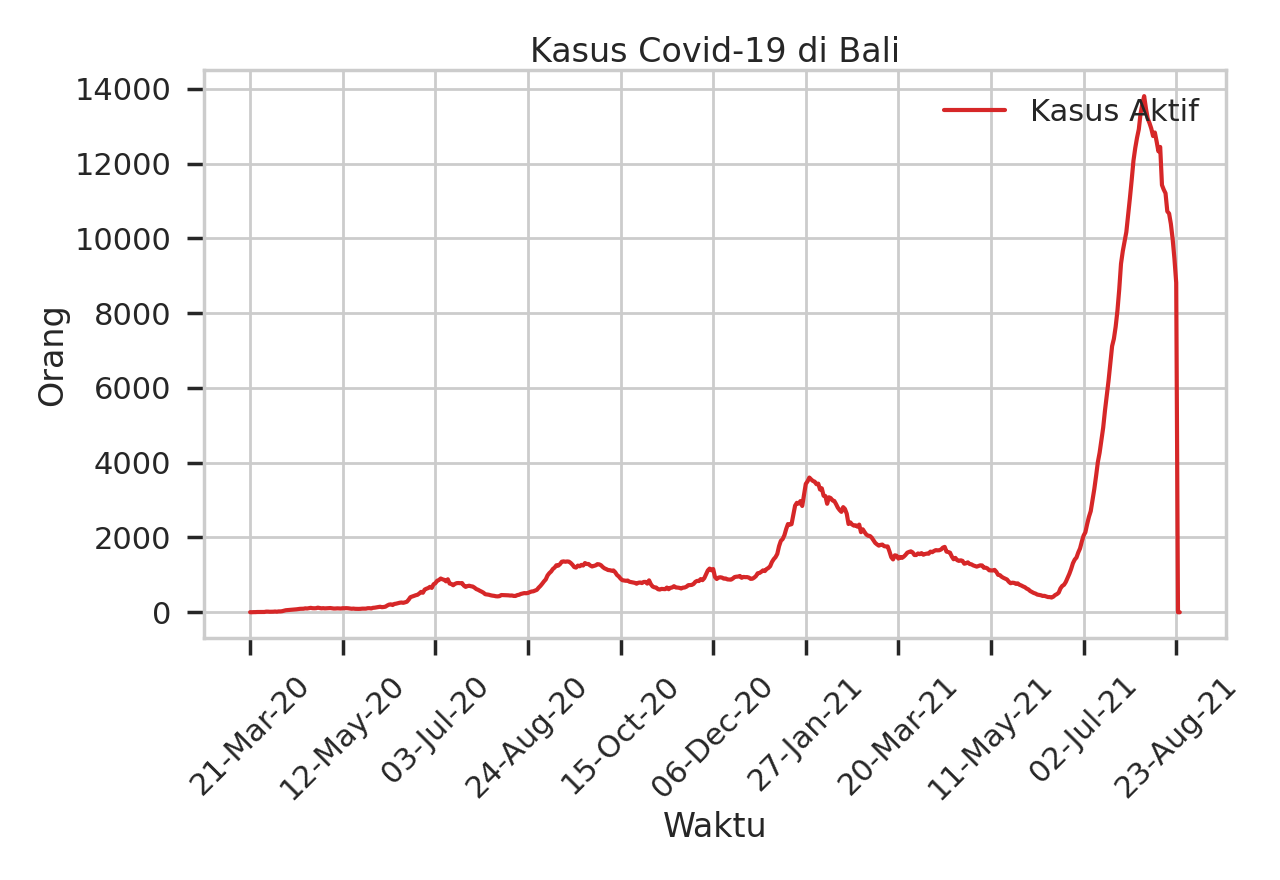 Kasus Covid-19 di Bali
Kasus Aktif
Orang
14000
12000
10000
8000
6000
4000
2000
0
21-Mar-20
12-May-20
03-Jul-20
24-Aug-20
15-Oct-20
06-Dec-20
27-Jan-21
20-Mar-21
11-May-21
02-Jul-21
23-Aug-21
Waktu